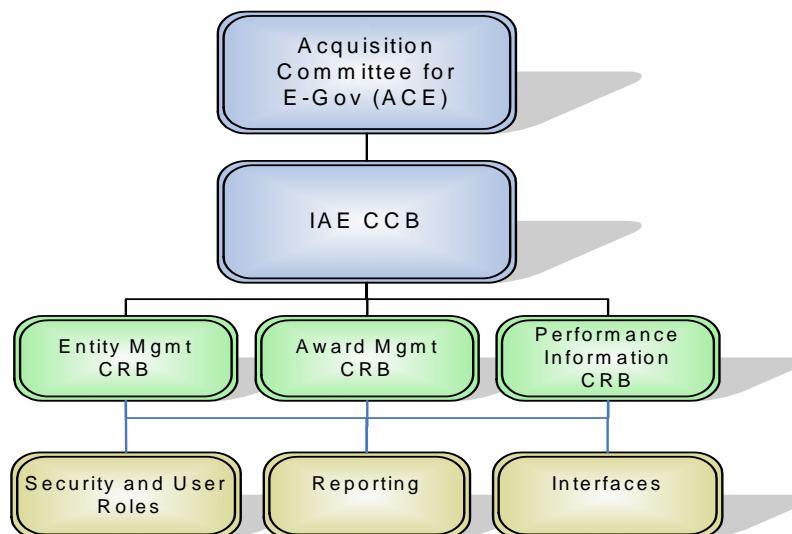 Acquisition
Committee for
E-Gov (ACE)
IAE CCB
Entity Mgmt
CRB
Award Mgmt
CRB
Performance
Information
CRB
Security and User
Roles
Reporting
Interfaces